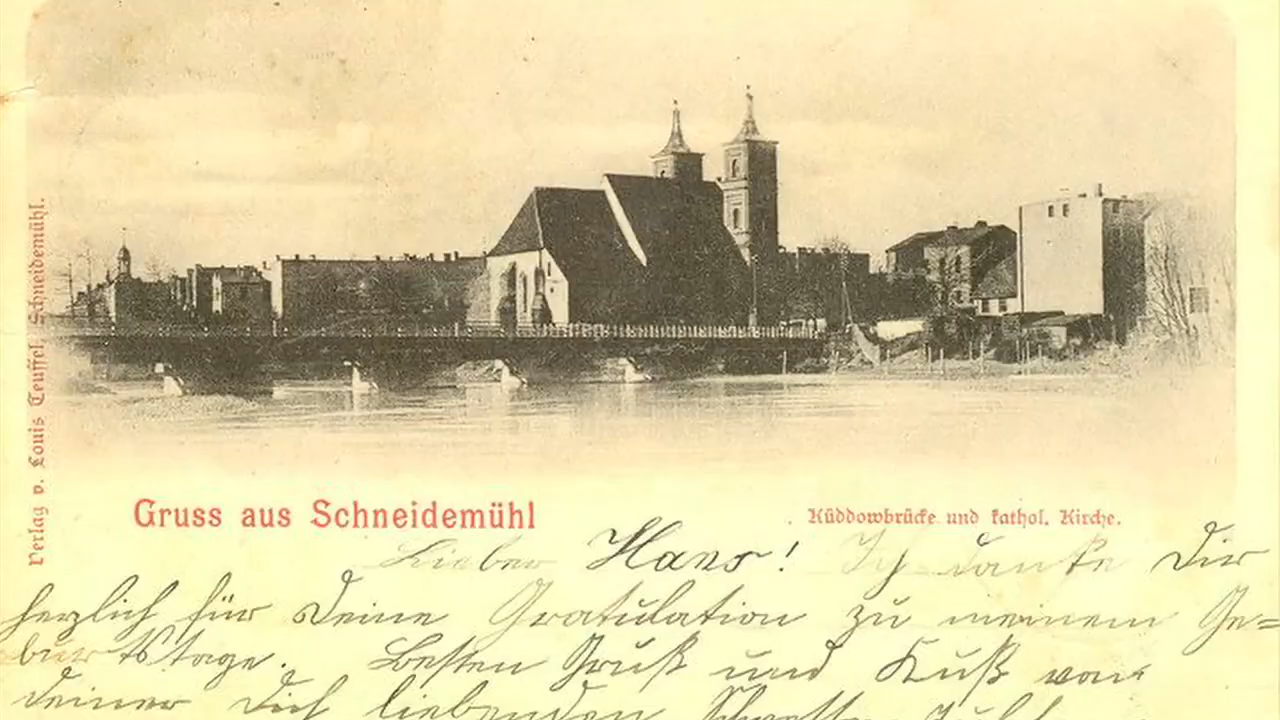 Verlag v. Louis Teuffel, Schneidemühl.
Gruss aus Schneidemühl
Küddowbrücke und kathol. Kirche.
Lieber Hans! Ich danke Dir
herzlich für Deine Gratulation zu meinem Ge=
burtstage. Besten Gruß und Kuß von
Deiner Dich liebenden